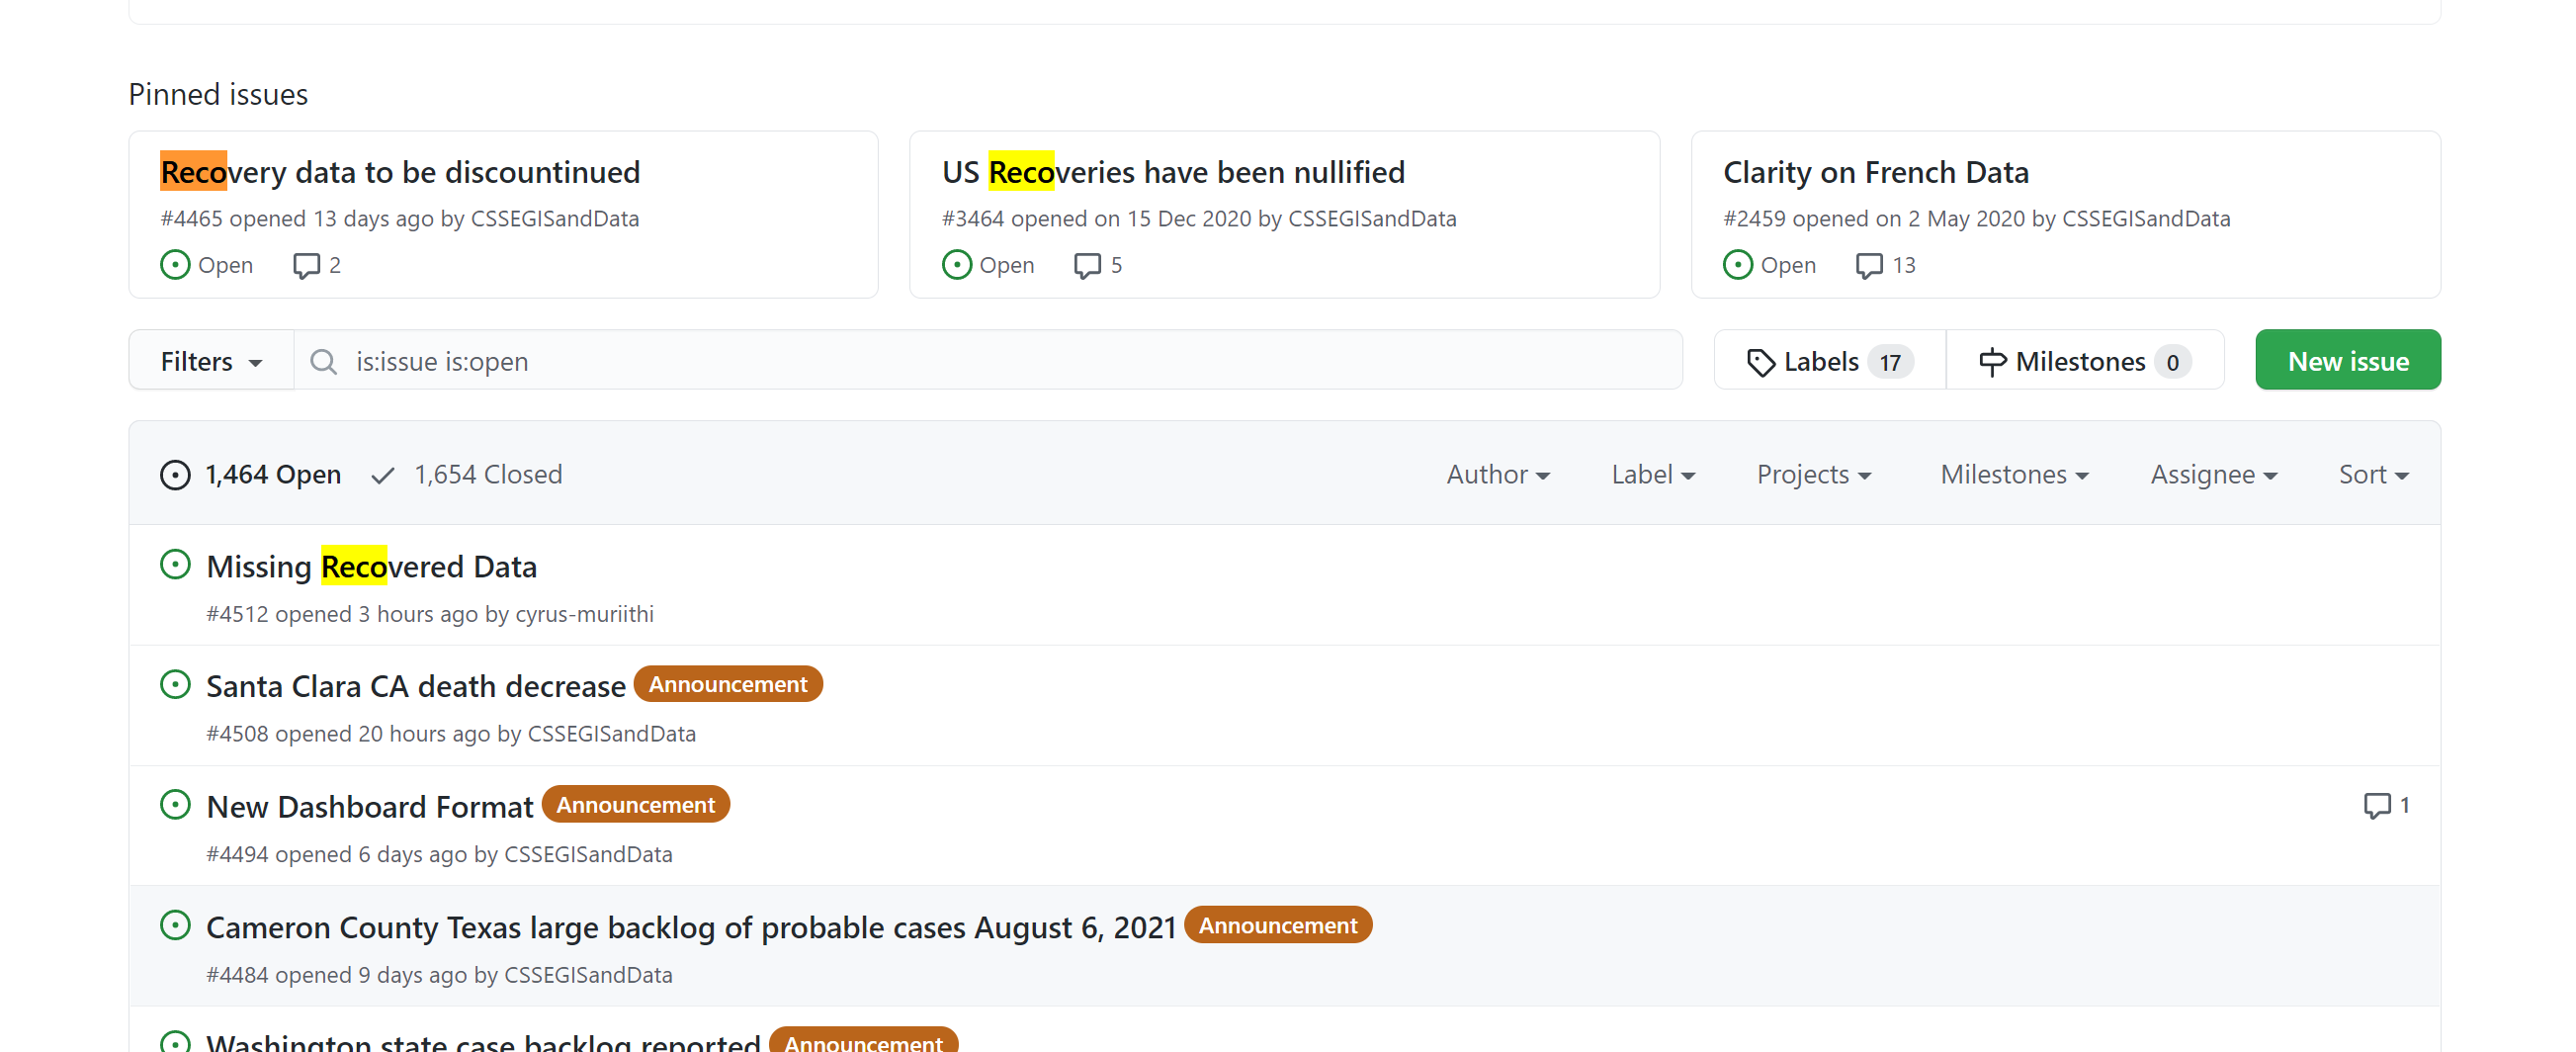 Pinned issues
Recovery data to be discountinued
#4465 opened 13 days ago by CSSEGISandData
Open 2
US Recoveries have been nullified
#3464 opened on 15 Dec 2020 by CSSEGISandData
Open 5
Clarity on French Data
#2459 opened on 2 May 2020 by CSSEGISandData
Open 13
Filters is:issue is:open Labels 17 Milestones 0 New issue
1,464 Open 1,654 Closed Author Label Projects Milestones Assignee Sort
Missing Recovered Data
#4512 opened 3 hours ago by cyrus-muriithi
Santa Clara CA death decrease Announcement
#4508 opened 20 hours ago by CSSEGISandData
New Dashboard Format Announcement 1
#4494 opened 6 days ago by CSSEGISandData
Cameron County Texas large backlog of probable cases August 6, 2021 Announcement
#4484 opened 9 days ago by CSSEGISandData
Washington state case backlog reported Announcement